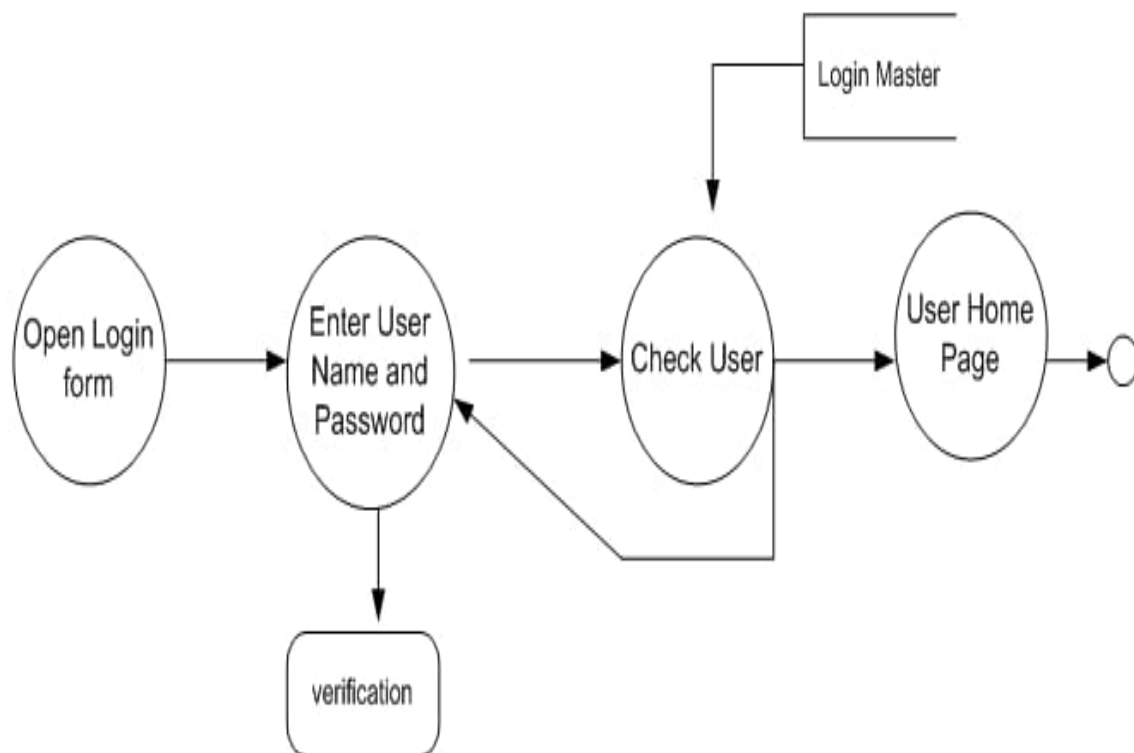 Login Master
Open Login
form
Enter User
Name and
Password
Check User
User Home
Page
verification